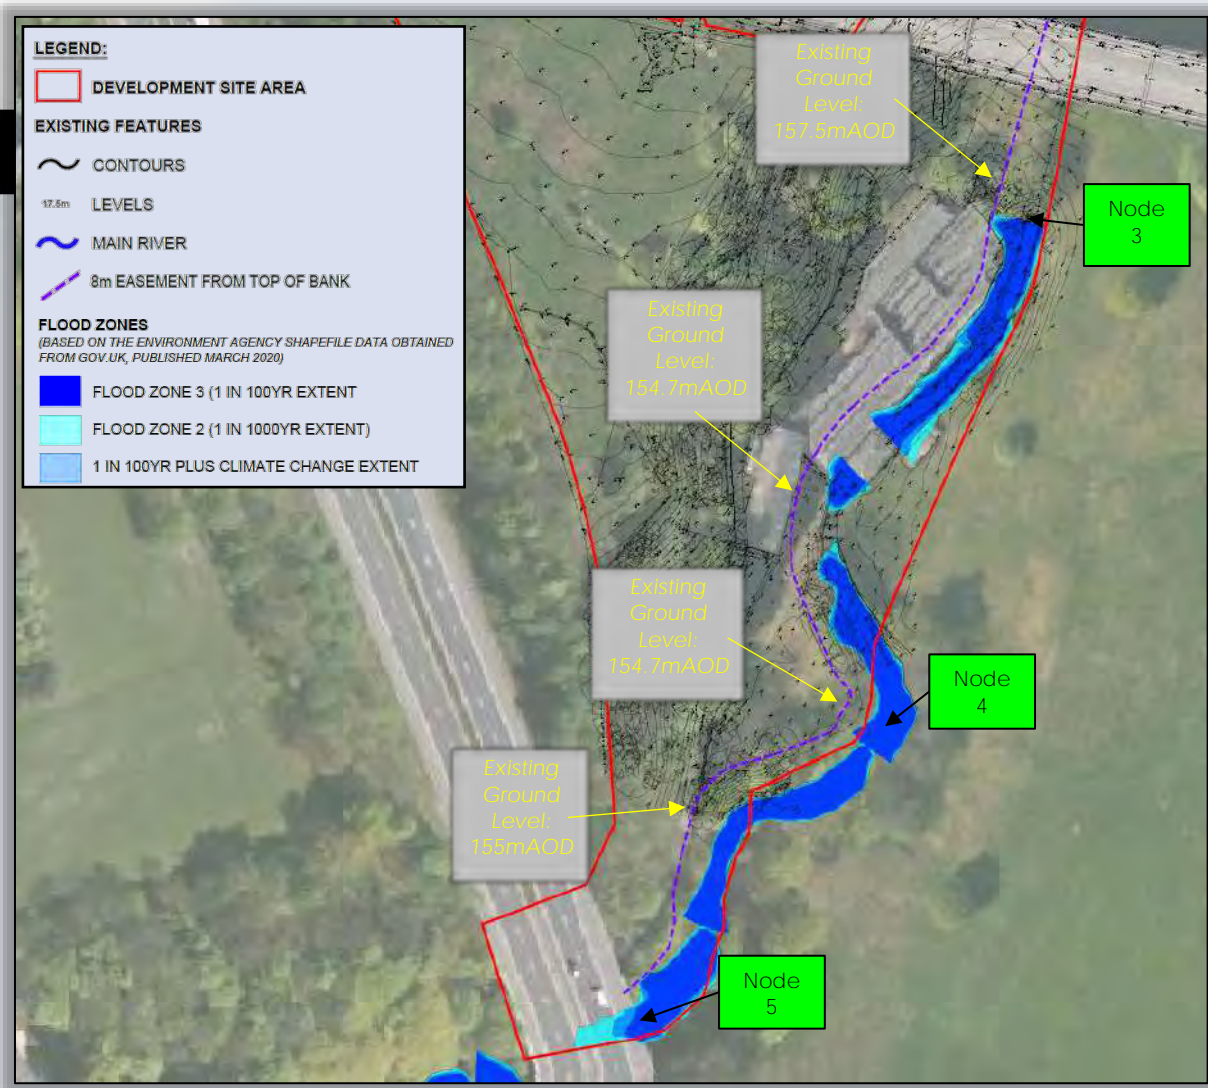 LEGEND:
DEVELOPMENT SITE AREA
EXISTING FEATURES
CONTOURS
17.5m LEVELS
MAIN RIVER
8m EASEMENT FROM TOP OF BANK
FLOOD ZONES
(BASED ON THE ENVIRONMENT AGENCY SHAPEFILE DATA OBTAINED
FROM GOV.UK, PUBLISHED MARCH 2020)
FLOOD ZONE 3 (1 IN 100YR EXTENT
FLOOD ZONE 2 (1 IN 1000YR EXTENT)
1 IN 100YR PLUS CLIMATE CHANGE EXTENT
Existing
Ground
Level:
157.5mAOD
Node
3
Existing
Ground
Level:
154.7mAOD
Existing
Ground
Level:
154.7mAOD
Node
4
Existing
Ground
Level:
155mAOD
Node
5